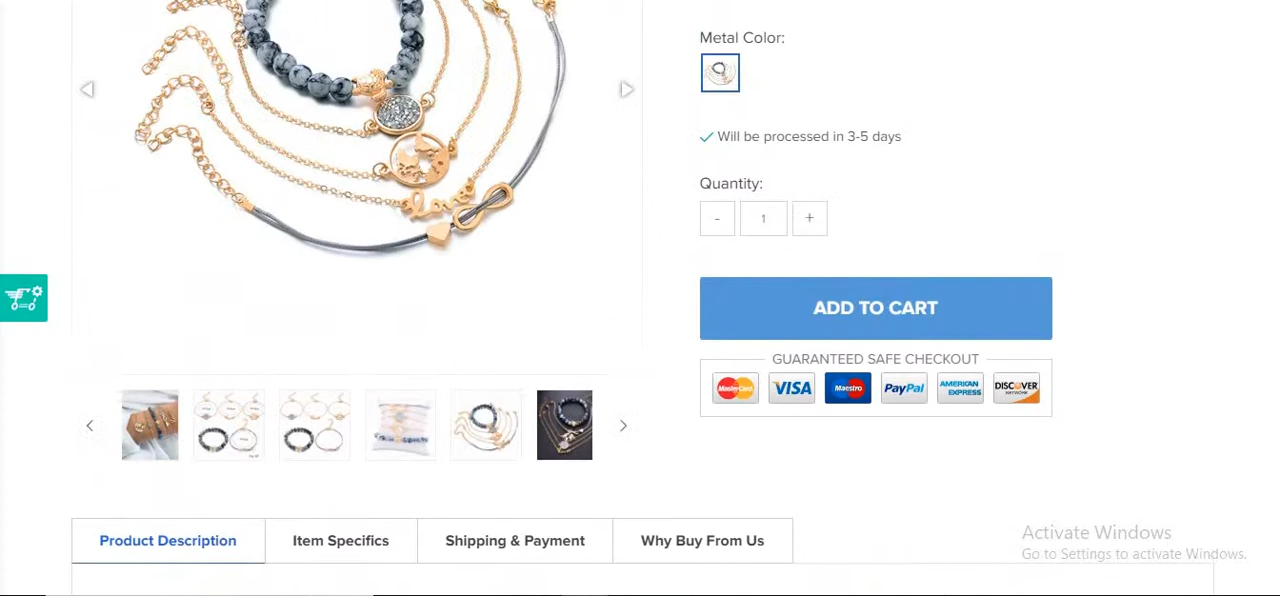 Metal Color:
Will be processed in 3-5 days
Quantity:
- 1 +
ADD TO CART
GUARANTEED SAFE CHECKOUT
MasterCard VISA Maestro PayPal AMERICAN EXPRESS DISCOVER
love
Product Description Item Specifics Shipping & Payment Why Buy From Us
Activate Windows
Go to Settings to activate Windows.